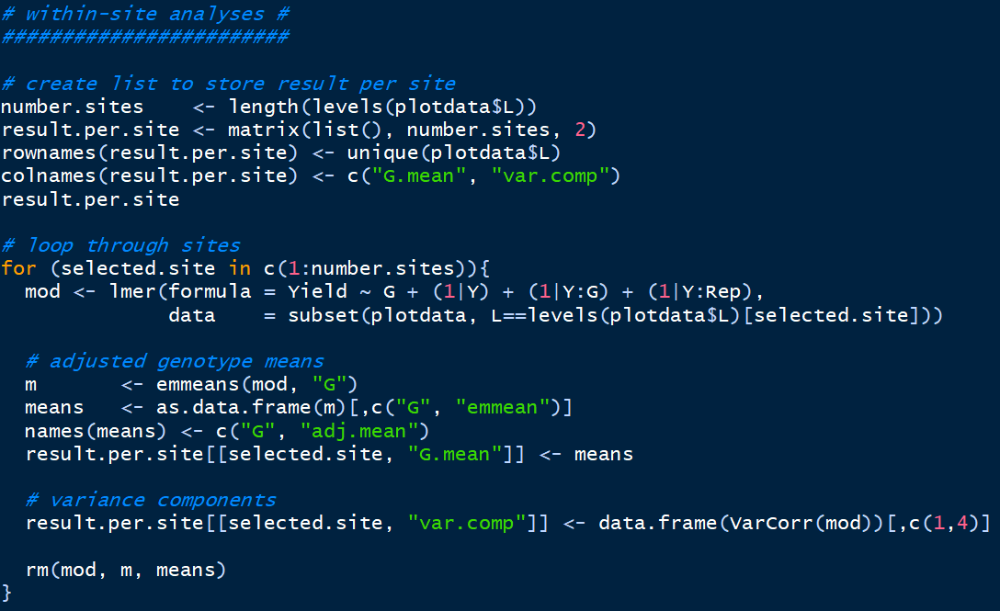 # within-site analyses #
########################
# create list to store result per site
number.sites    <- length(levels(plotdata$L))
result.per.site <- matrix(list(), number.sites, 2)
rownames(result.per.site) <- unique(plotdata$L)
colnames(result.per.site) <- c("G.mean", "var.comp")
result.per.site
# loop through sites
for (selected.site in c(1:number.sites)){
  mod <- lmer(formula = Yield ~ G + (1|Y) + (1|Y:G) + (1|Y:Rep),
              data    = subset(plotdata, L==levels(plotdata$L)[selected.site]))
  # adjusted genotype means
  m       <- emmeans(mod, "G")
  means   <- as.data.frame(m)[,c("G", "emmean")]
  names(means) <- c("G", "adj.mean")
  result.per.site[[selected.site, "G.mean"]] <- means
  # variance components
  result.per.site[[selected.site, "var.comp"]] <- data.frame(VarCorr(mod))[,c(1,4)]
  rm(mod, m, means)
}